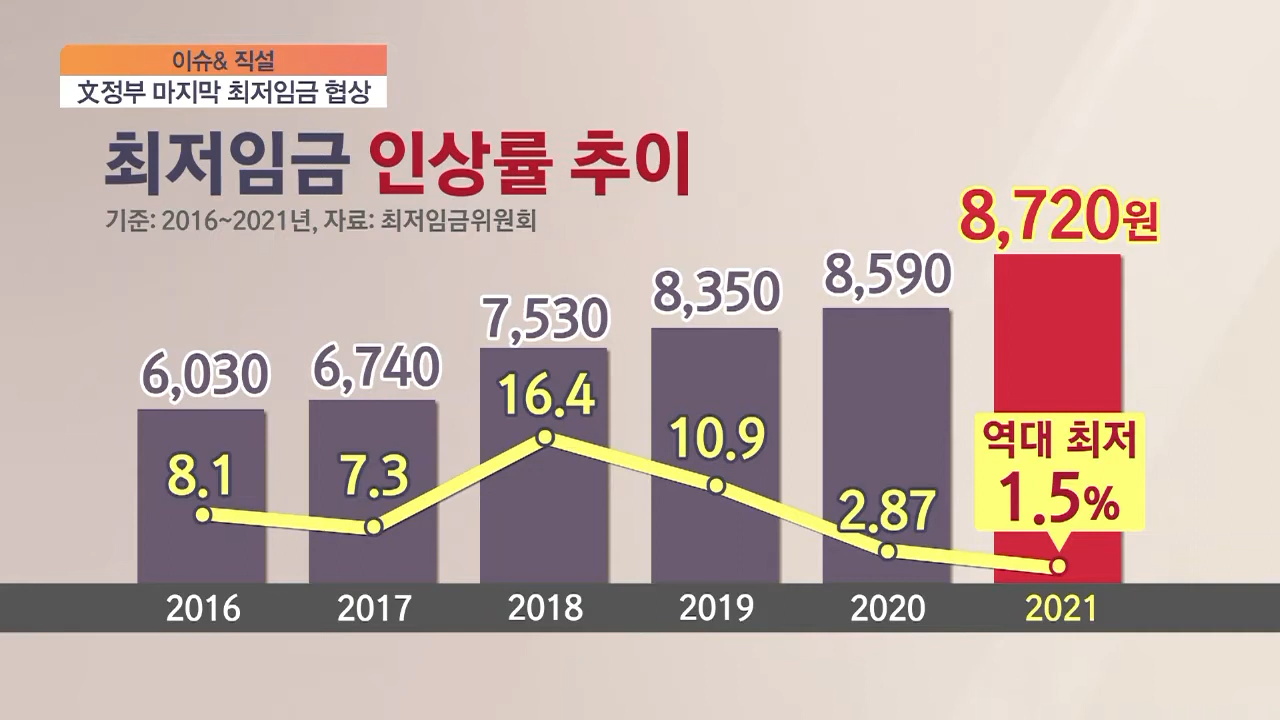 이슈& 직설
文정부 마지막 최저임금 협상
최저임금 인상률 추이
기준: 2016~2021년, 자료: 최저임금위원회
6,030
6,740
7,530
8,350
8,590
8,720원
8.1
7.3
16.4
10.9
2.87
역대 최저
1.5%
2016
2017
2018
2019
2020
2021